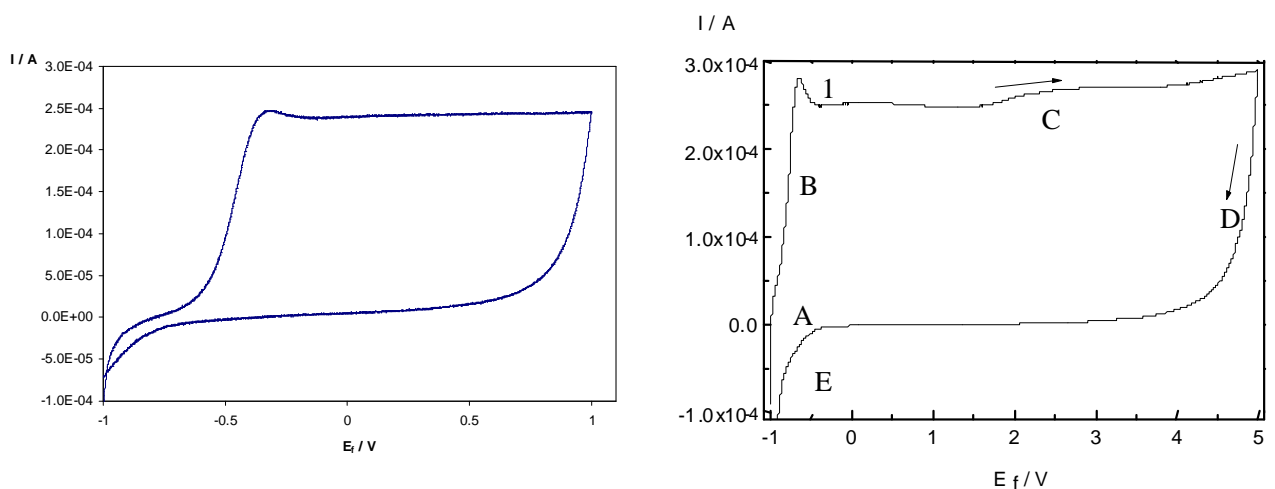 I / A
3.0E-04
2.5E-04
2.0E-04
1.5E-04
1.0E-04
5.0E-05
0.0E+00
-5.0E-05
-1.0E-04
-1 -0.5 0 0.5 1
Ef / V
I / A
3.0x10-4
2.0x10-4
1.0x10-4
0.0
-1.0x10-4
1
C
B
D
A
E
-1 0 1 2 3 4 5
E f / V